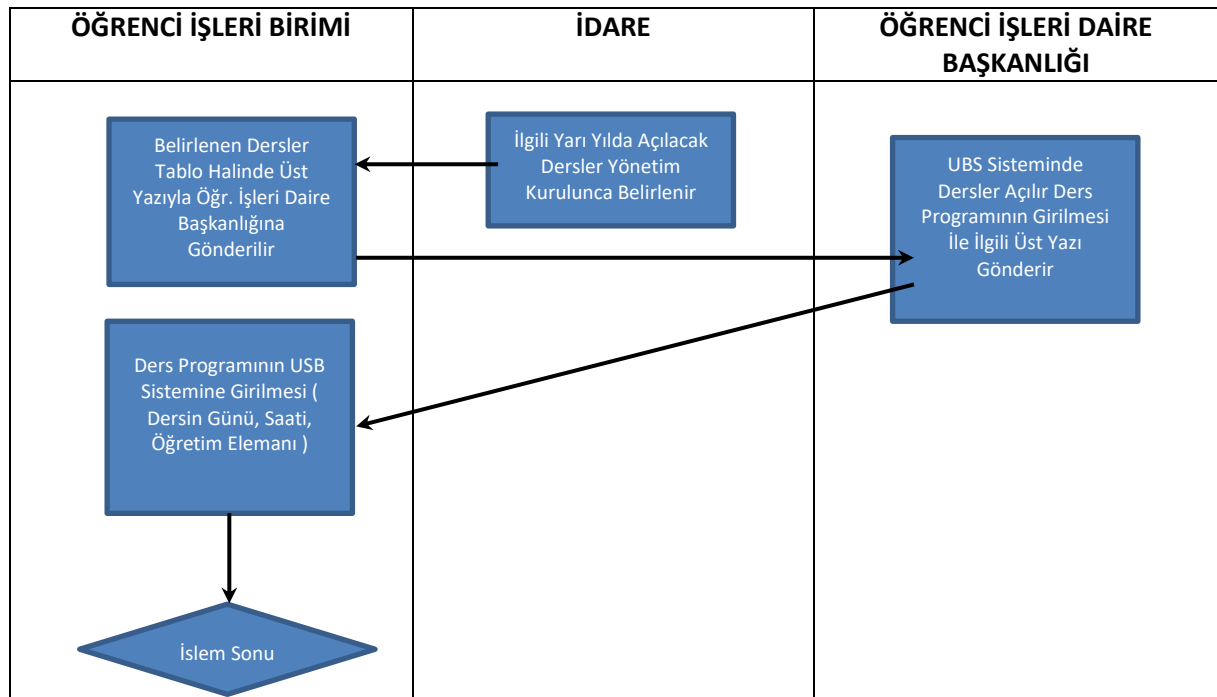 ÖĞRENCİ İŞLERİ BİRİMİ
İDARE
ÖĞRENCİ İŞLERİ DAİRE
BAŞKANLIĞI
Belirlenen Dersler
Tablo Halinde Üst
Yazıyla Öğr. İşleri Daire
Başkanlığına
Gönderilir
İlgili Yarı Yılda Açılacak
Dersler Yönetim
Kurulunca Belirlenir
UBS Sisteminde
Dersler Açılır Ders
Programının Girilmesi
İle İlgili Üst Yazı
Gönderir
Ders Programının USB
Sistemine Girilmesi (
Dersin Günü, Saati,
Öğretim Elemanı )
İslem Sonu